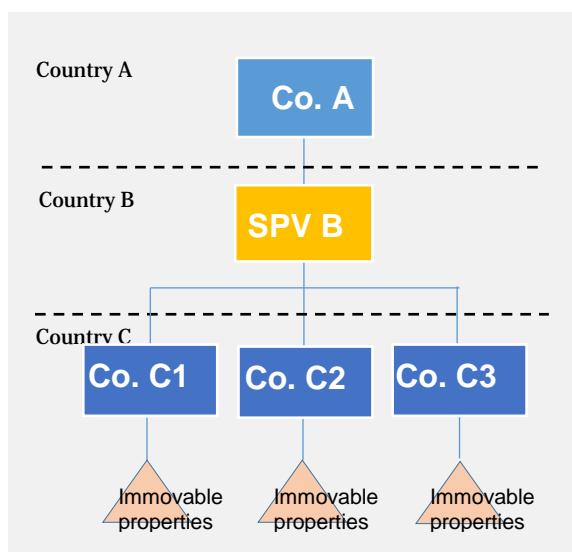 Country A
Co. A
Country B
SPV B
Country C
Co. C1
Co. C2
Co. C3
Immovable
properties
Immovable
properties
Immovable
properties